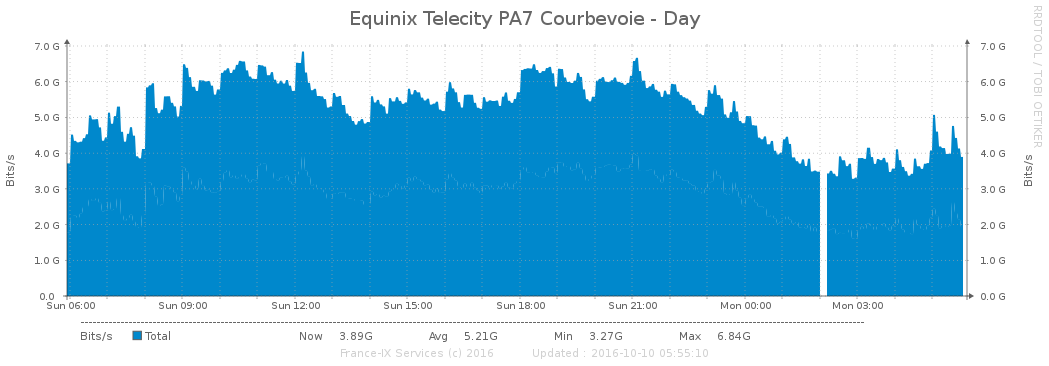 Equinix Telecity PA7 Courbevoie - Day
RRDTOOL / TOBI OETIKER
7.0 G 7.0 G
6.0 G 6.0 G
5.0 G 5.0 G
4.0 G 4.0 G
Bits/s Bits/s
3.0 G 3.0 G
2.0 G 2.0 G
1.0 G 1.0 G
0.0 0.0 G
Sun 06:00 Sun 09:00 Sun 12:00 Sun 15:00 Sun 18:00 Sun 21:00 Mon 00:00 Mon 03:00
Bits/s Total Now 3.89G Avg 5.21G Min 3.27G Max 6.84G
France-IX Services (c) 2016 Updated : 2016-10-10 05:55:10